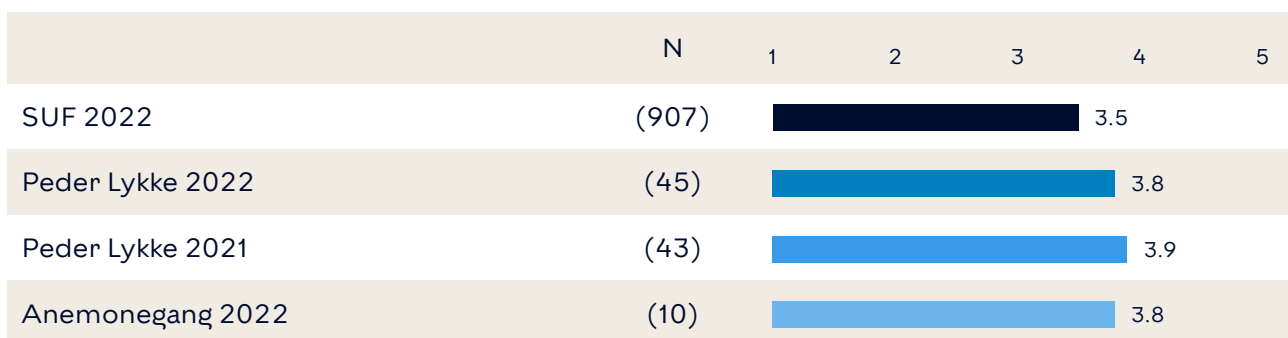 N 1 2 3 4 5
SUF 2022 (907) 3.5
Peder Lykke 2022 (45) 3.8
Peder Lykke 2021 (43) 3.9
Anemonegang 2022 (10) 3.8